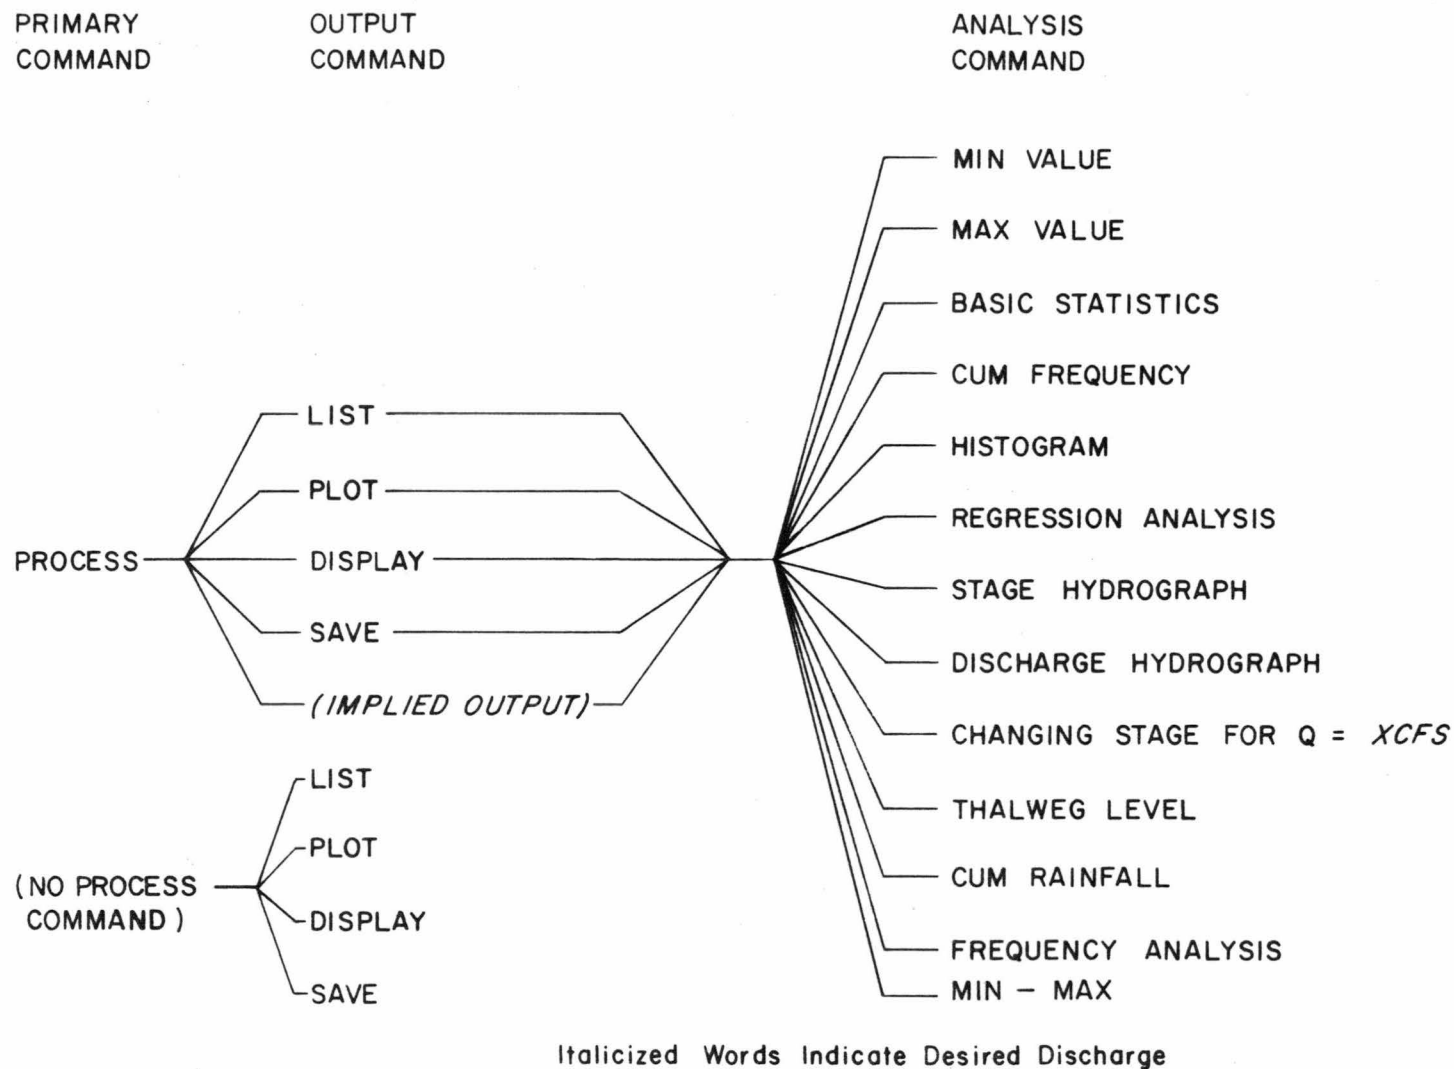 PRIMARY
COMMAND
OUTPUT
COMMAND
ANALYSIS
COMMAND
MIN VALUE
MAX VALUE
BASIC STATISTICS
CUM FREQUENCY
HISTOGRAM
REGRESSION ANALYSIS
STAGE HYDROGRAPH
DISCHARGE HYDROGRAPH
CHANGING STAGE FOR Q = XCFS
THALWEG LEVEL
CUM RAINFALL
FREQUENCY ANALYSIS
MIN – MAX
PROCESS
LIST
PLOT
DISPLAY
SAVE
(IMPLIED OUTPUT)
(NO PROCESS
COMMAND)
LIST
PLOT
DISPLAY
SAVE
Italicized Words Indicate Desired Discharge